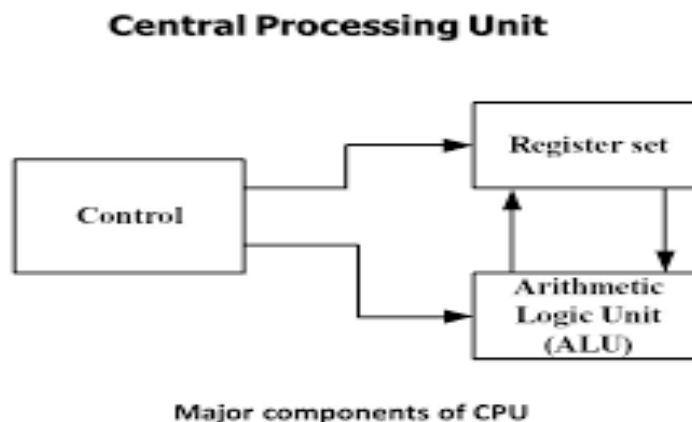 Central Processing Unit
Register set
Control
Arithmetic
Logic Unit
(ALU)
Major components of CPU